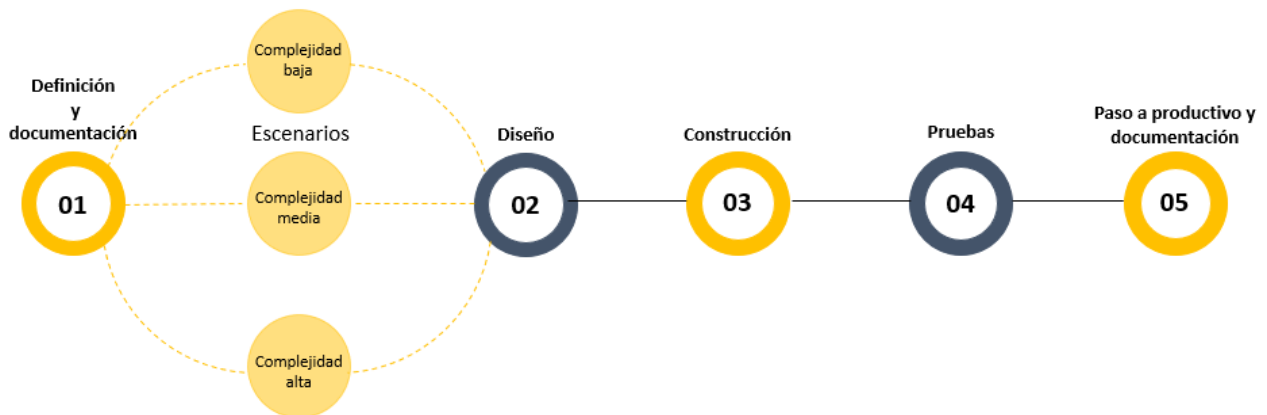 Definición
y
documentación
01
Complejidad
baja
Escenarios
Complejidad
media
Complejidad
alta
Diseño
02
Construcción
03
Pruebas
04
Paso a productivo y
documentación
05